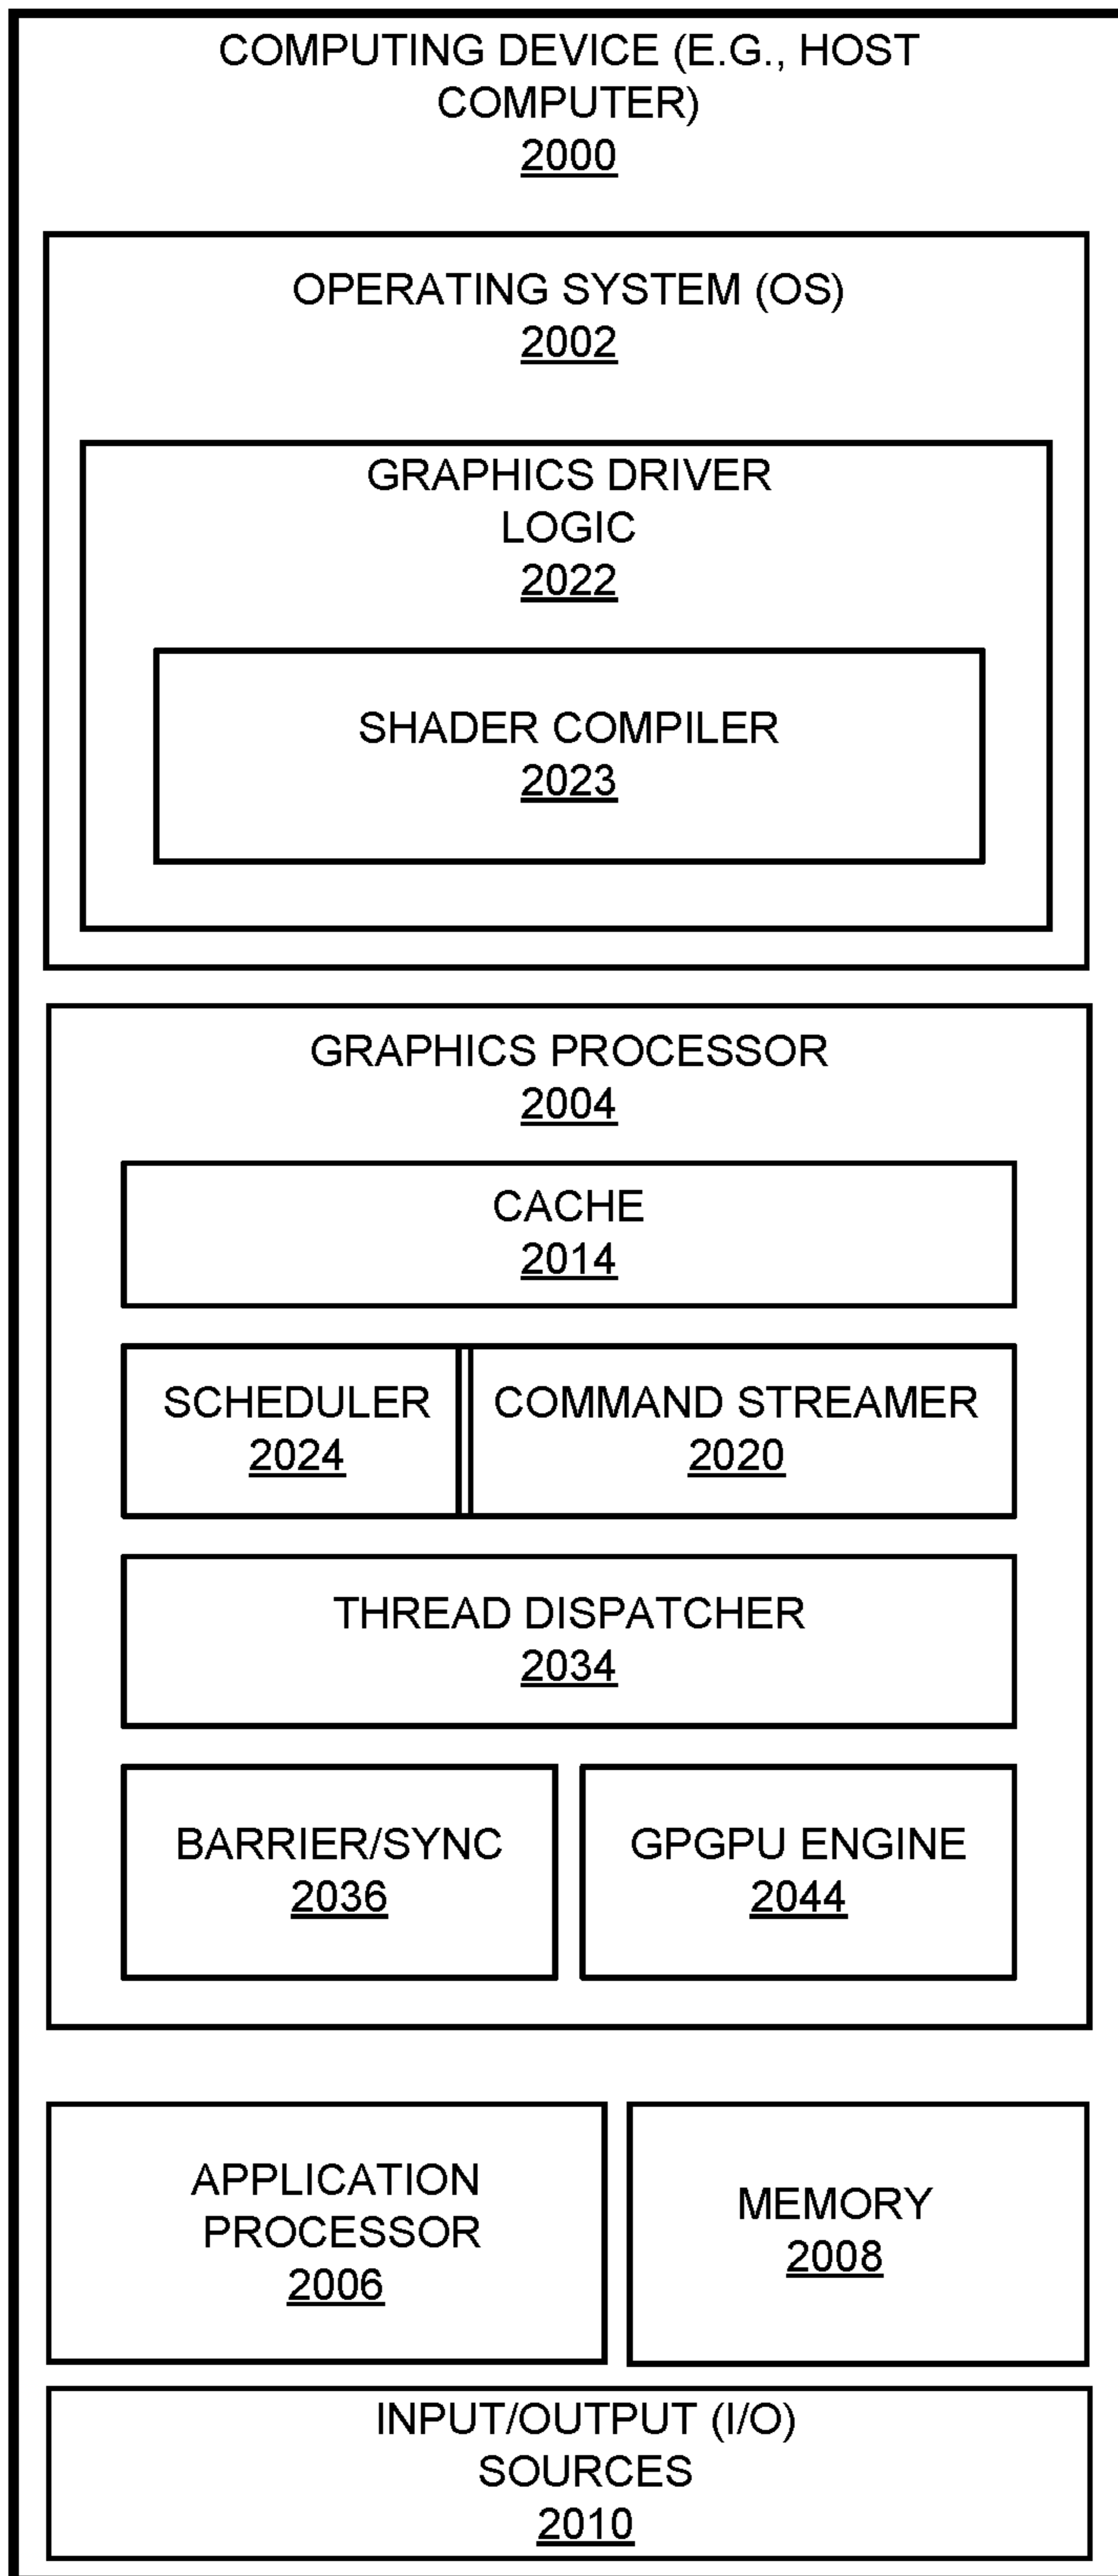 COMPUTING DEVICE (E.G., HOST
COMPUTER)
2000
OPERATING SYSTEM (OS)
2002
GRAPHICS DRIVER
LOGIC
2022
SHADER COMPILER
2023
GRAPHICS PROCESSOR
2004
CACHE
2014
SCHEDULER
2024
COMMAND STREAMER
2020
THREAD DISPATCHER
2034
BARRIER/SYNC
2036
GPGPU ENGINE
2044
APPLICATION
PROCESSOR
2006
MEMORY
2008
INPUT/OUTPUT (I/O)
SOURCES
2010